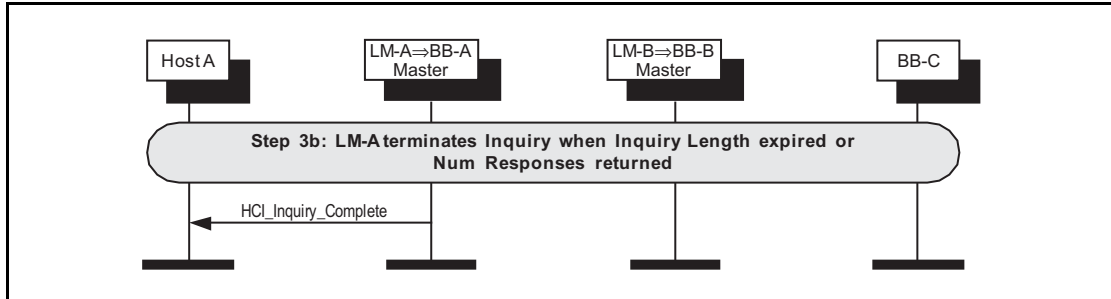 Host A
LM-A⇒BB-A
Master
LM-B⇒BB-B
Master
BB-C
Step 3b: LM-A terminates Inquiry when Inquiry Length expired or
Num Responses returned
HCI_Inquiry_Complete